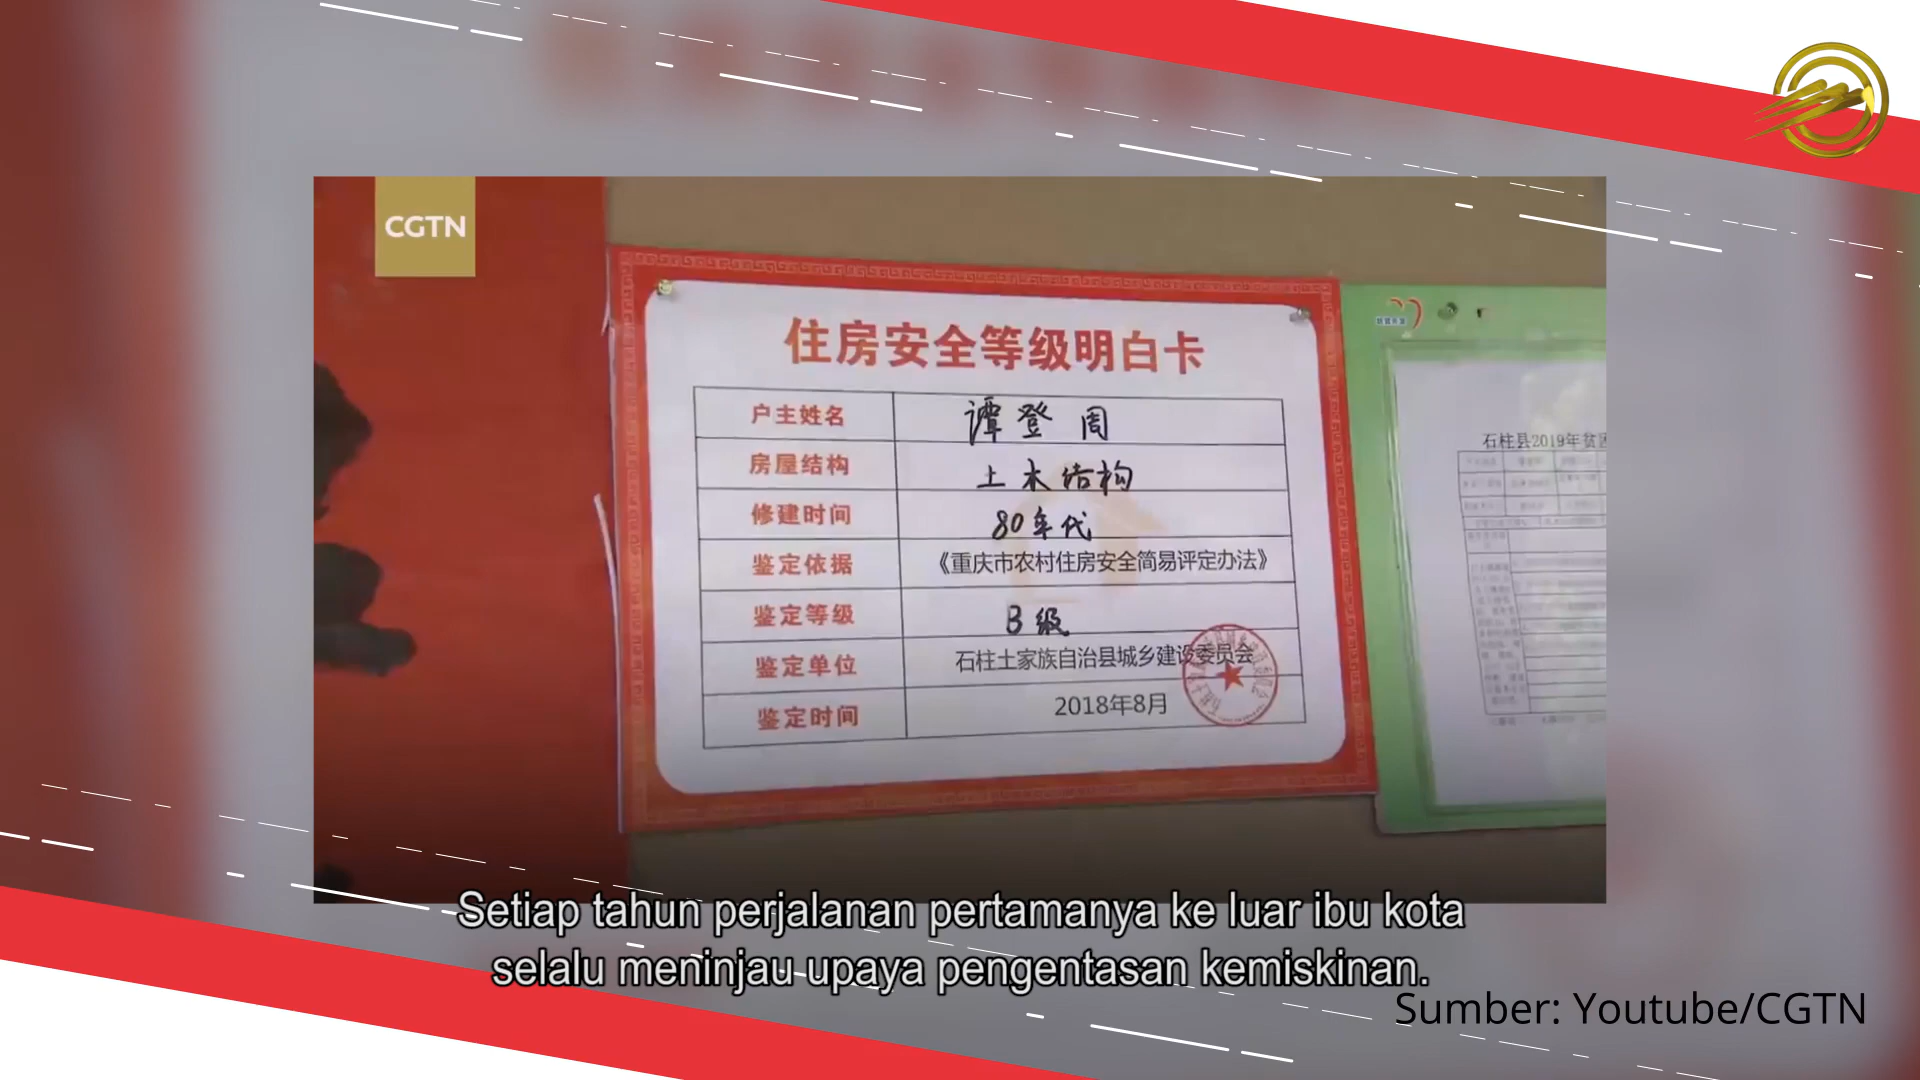 CGTN
住房安全等级明白卡
户主姓名 谭登周
房屋结构 土木结构
修建时间 80年代
鉴定依据 《重庆市农村住房安全简易评定办法》
鉴定等级 B级
鉴定单位 石柱土家族自治县城乡建设委员会
鉴定时间 2018年8月
石柱县2019年贫
Setiap tahun perjalanan pertamanya ke luar ibu kota
selalu meninjau upaya pengentasan kemiskinan.
Sumber: Youtube/CGTN